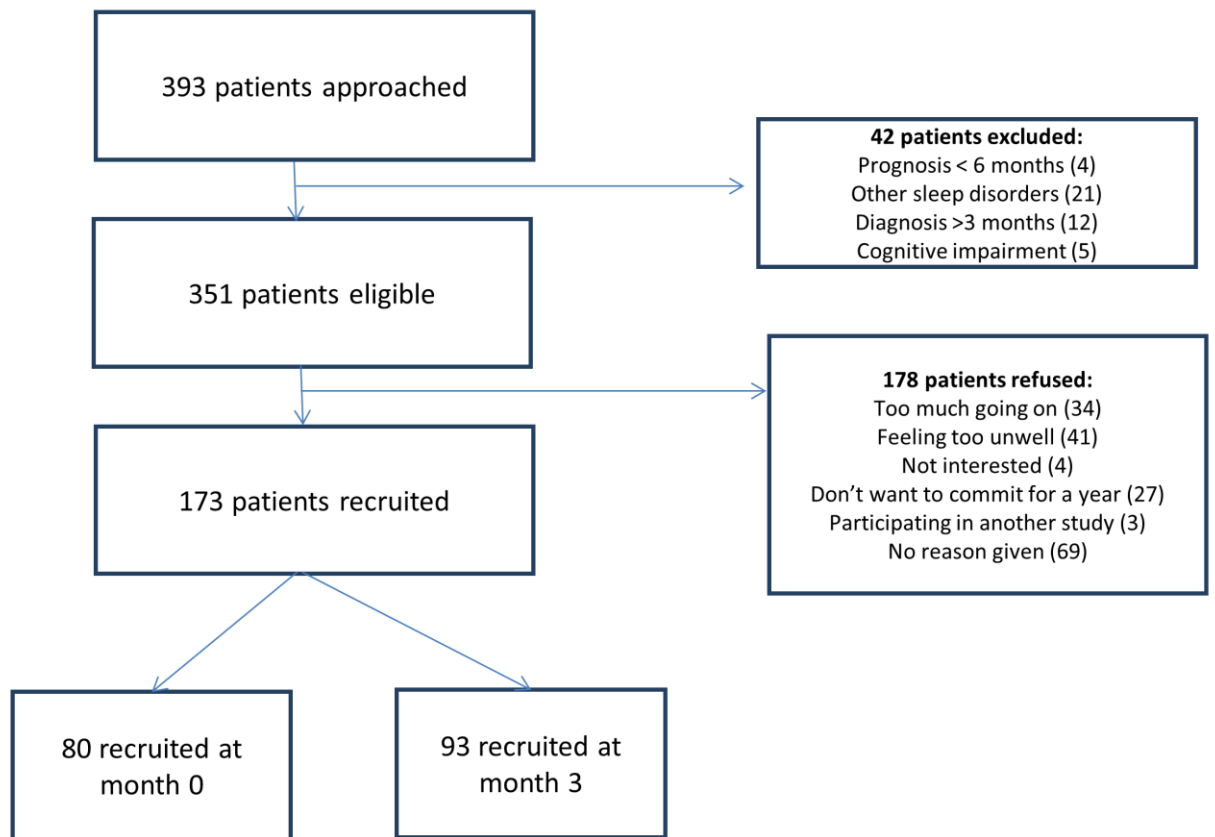 393 patients approached
42 patients excluded:
Prognosis < 6 months (4)
Other sleep disorders (21)
Diagnosis >3 months (12)
Cognitive impairment (5)
351 patients eligible
178 patients refused:
Too much going on (34)
Feeling too unwell (41)
Not interested (4)
Don’t want to commit for a year (27)
Participating in another study (3)
No reason given (69)
173 patients recruited
80 recruited at
month 0
93 recruited at
month 3